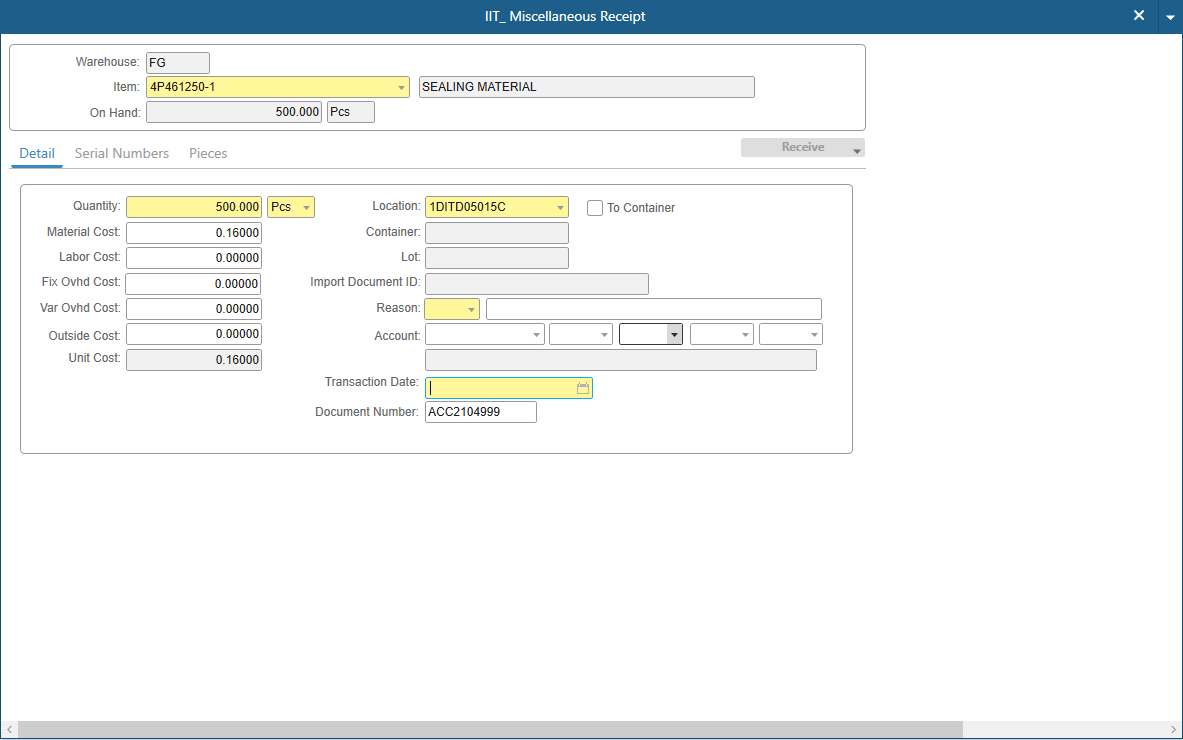 IIT_ Miscellaneous Receipt
Warehouse: FG
Item: 4P461250-1 SEALING MATERIAL
On Hand: 500.000 Pcs
Detail Serial Numbers Pieces Receive
Quantity: 500.000 Pcs Location: 1DITD05015C To Container
Material Cost: 0.16000 Container:
Labor Cost: 0.00000 Lot:
Fix Ovhd Cost: 0.00000 Import Document ID:
Var Ovhd Cost: 0.00000 Reason:
Outside Cost: 0.00000 Account:
Unit Cost: 0.16000
Transaction Date:
Document Number: ACC2104999